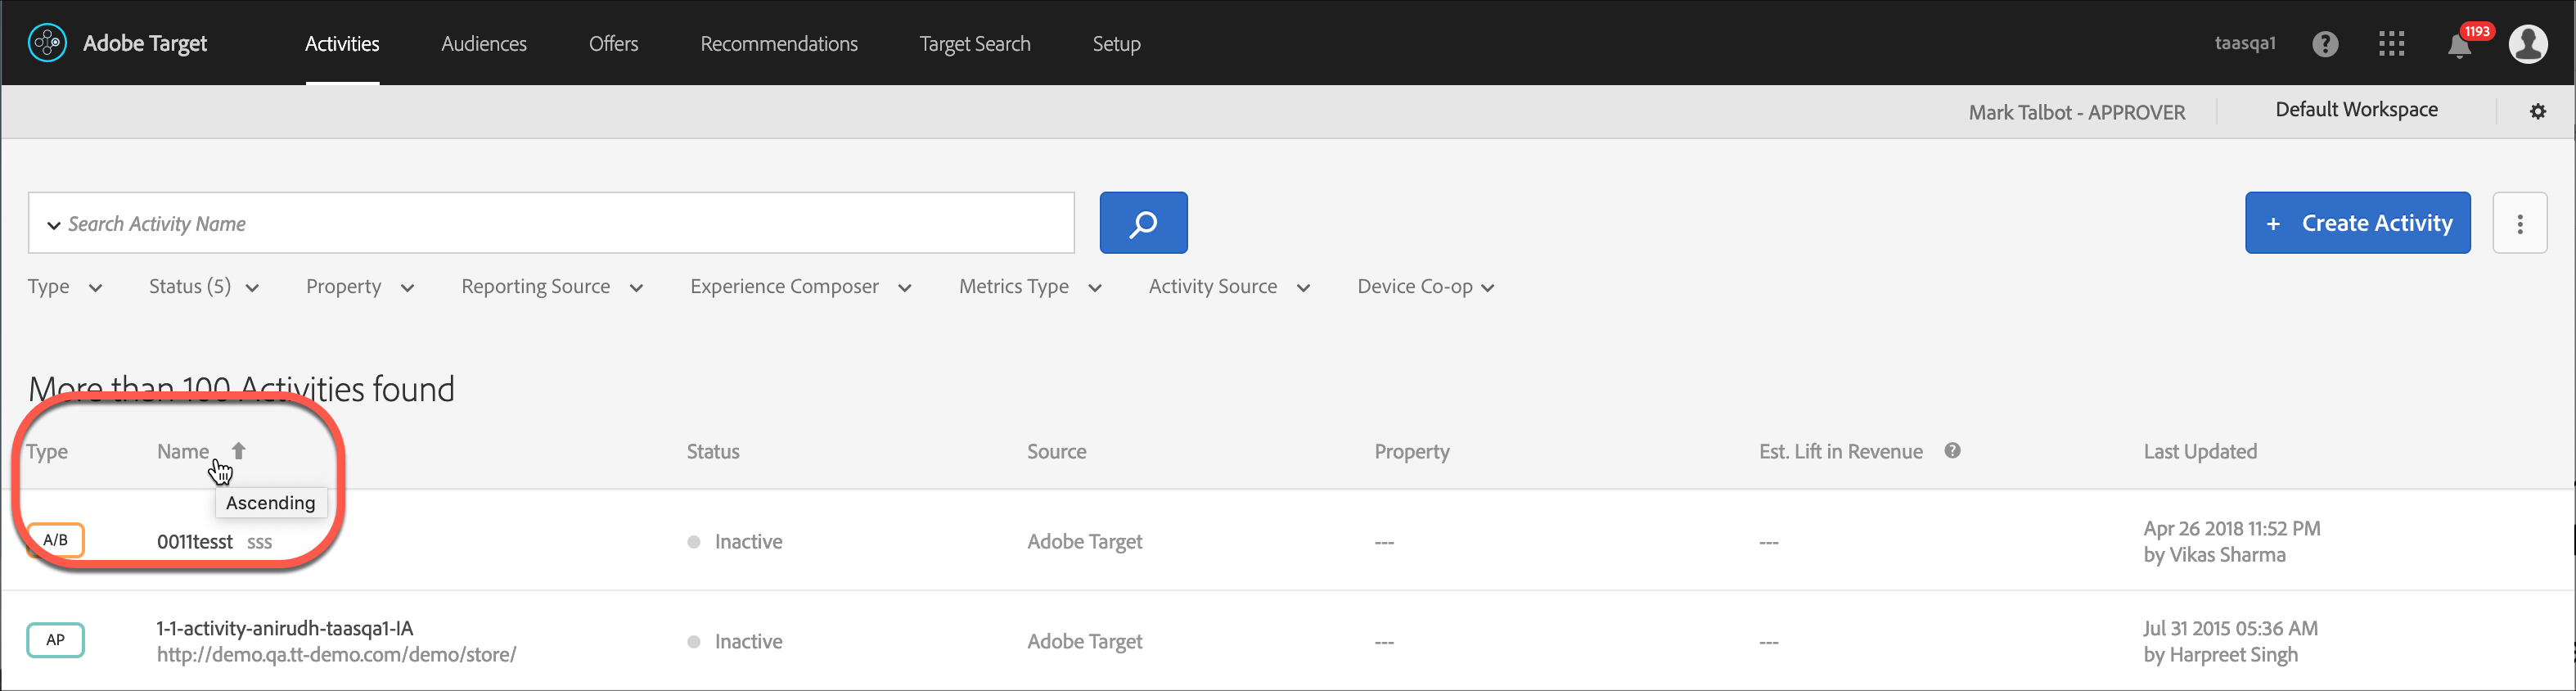 Adobe Target Activities Audiences Offers Recommendations Target Search Setup taasqa1 ? 1193
Mark Talbot - APPROVER Default Workspace
Search Activity Name + Create Activity
Type Status (5) Property Reporting Source Experience Composer Metrics Type Activity Source Device Co-op
More than 100 Activities found
Type Name Status Source Property Est. Lift in Revenue ? Last Updated
Ascending
A/B 0011tesst sss Inactive Adobe Target --- --- Apr 26 2018 11:52 PM
by Vikas Sharma
AP 1-1-activity-anirudh-taasqa1-IA Inactive Adobe Target --- --- Jul 31 2015 05:36 AM
http://demo.qa.tt-demo.com/demo/store/ by Harpreet Singh